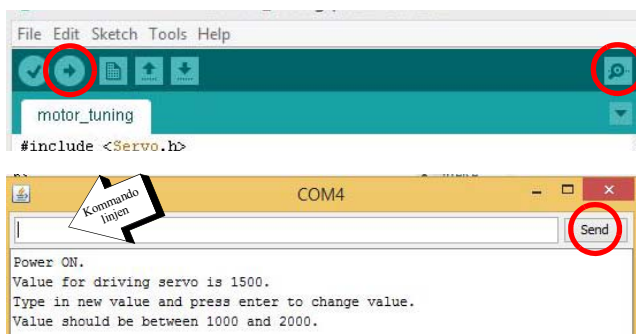 File Edit Sketch Tools Help
motor_tuning
#include <Servo.h>
COM4
Kommando
linjen
Send
Power ON.
Value for driving servo is 1500.
Type in new value and press enter to change value.
Value should be between 1000 and 2000.